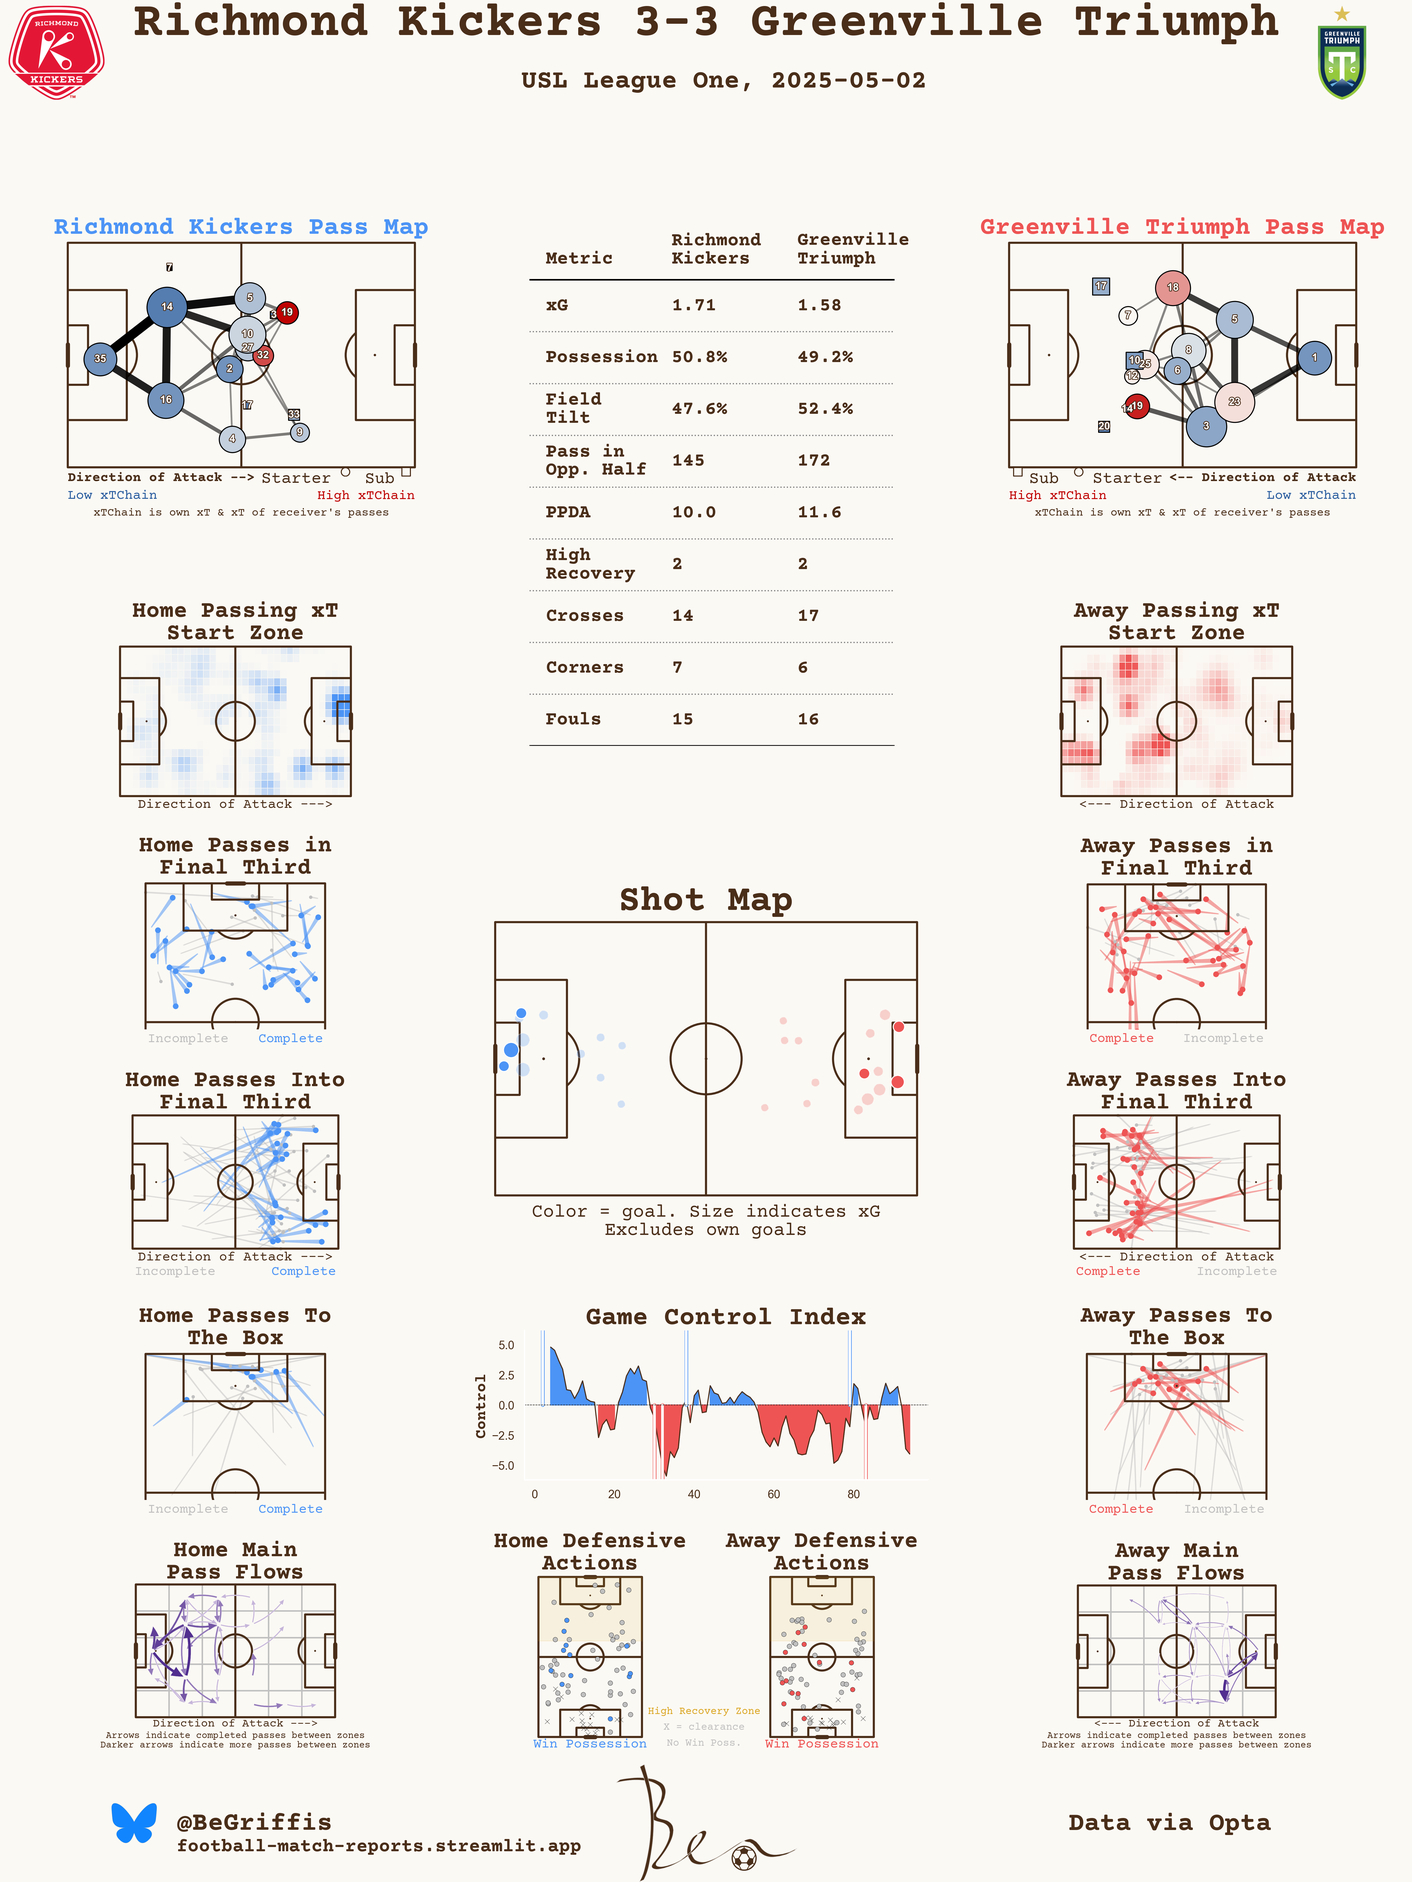 Richmond Kickers 3-3 Greenville Triumph
USL League One, 2025-05-02
RICHMOND
KICKERS
GREENVILLE
TRIUMPH
S C
Richmond Kickers Pass Map
7
14
5
19
3
10
27
32
35
2
16
17
33
4
9
Direction of Attack --> Starter Sub
Low xTChain High xTChain
xTChain is own xT & xT of receiver's passes
Metric Richmond Kickers Greenville Triumph
xG 1.71 1.58
Possession 50.8% 49.2%
Field Tilt 47.6% 52.4%
Pass in Opp. Half 145 172
PPDA 10.0 11.6
High Recovery 2 2
Crosses 14 17
Corners 7 6
Fouls 15 16
Greenville Triumph Pass Map
17
18
7
5
8
10
25
6
12
1
14
19
23
20
3
Sub Starter <-- Direction of Attack
High xTChain Low xTChain
xTChain is own xT & xT of receiver's passes
Home Passing xT
Start Zone
Direction of Attack --->
Away Passing xT
Start Zone
<--- Direction of Attack
Home Passes in
Final Third
Incomplete Complete
Away Passes in
Final Third
Complete Incomplete
Shot Map
Color = goal. Size indicates xG
Excludes own goals
Home Passes Into
Final Third
Direction of Attack --->
Incomplete Complete
Away Passes Into
Final Third
<--- Direction of Attack
Complete Incomplete
Home Passes To
The Box
Incomplete Complete
Game Control Index
Control
5.0
2.5
0.0
−2.5
−5.0
0 20 40 60 80
Away Passes To
The Box
Complete Incomplete
Home Main
Pass Flows
Direction of Attack --->
Arrows indicate completed passes between zones
Darker arrows indicate more passes between zones
Home Defensive
Actions
Win Possession
High Recovery Zone
X = clearance
No Win Poss.
Away Defensive
Actions
Win Possession
Away Main
Pass Flows
<--- Direction of Attack
Arrows indicate completed passes between zones
Darker arrows indicate more passes between zones
@BeGriffis
football-match-reports.streamlit.app
Ben
Data via Opta